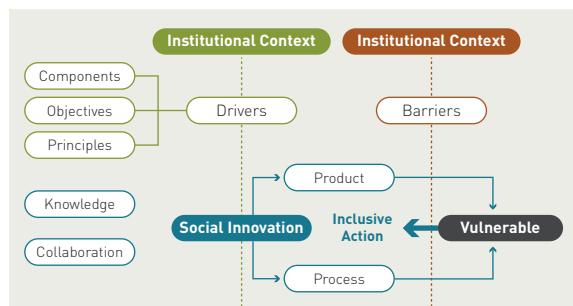 Institutional Context
Institutional Context
Components
Objectives
Principles
Drivers
Barriers
Knowledge
Collaboration
Product
Social Innovation
Inclusive
Action
Vulnerable
Process